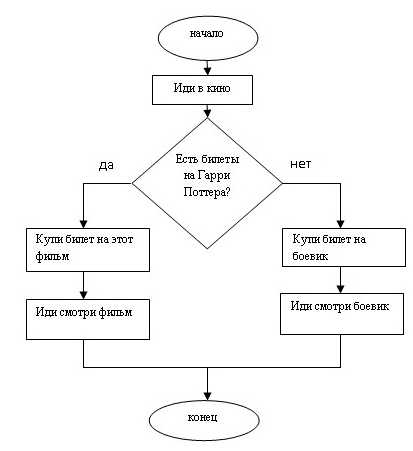 начало
Иди в кино
Есть билеты
на Гарри
Поттера?
да
нет
Купи билет на этот
фильм
Купи билет на
боевик
Иди смотри фильм
Иди смотри боевик
конец